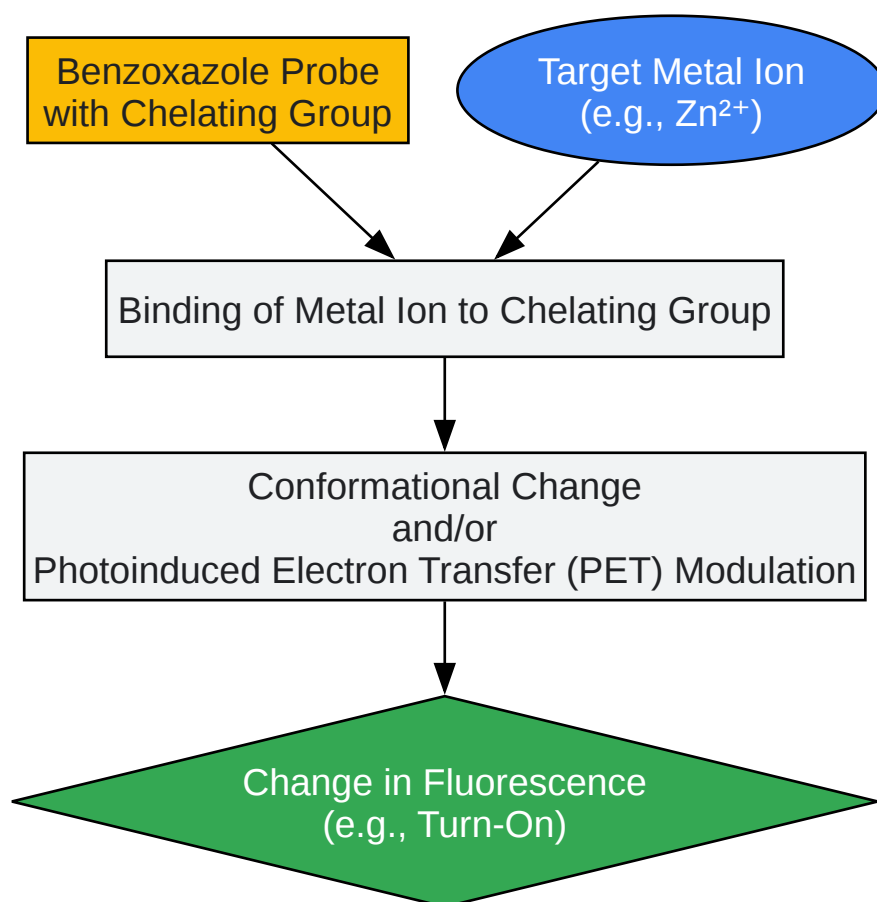 Benzoxazole Probe
with Chelating Group
Target Metal Ion
(e.g., Zn²⁺)
Binding of Metal Ion to Chelating Group
Conformational Change
and/or
Photoinduced Electron Transfer (PET) Modulation
Change in Fluorescence
(e.g., Turn-On)